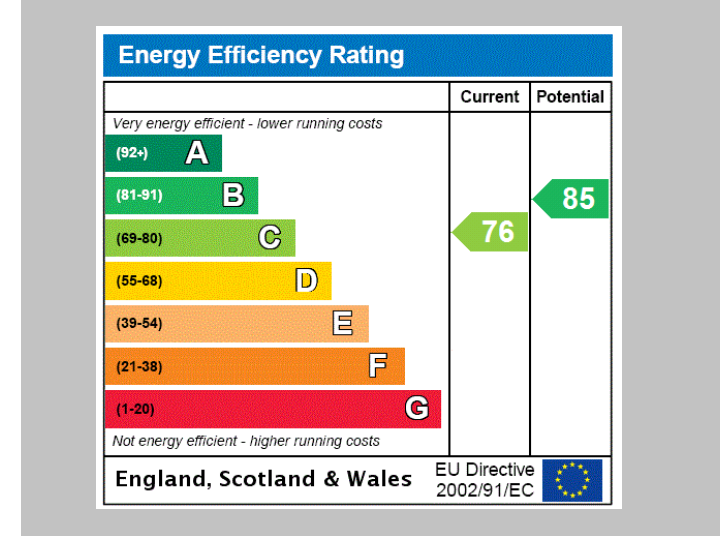 Energy Efficiency Rating
Current Potential
Very energy efficient - lower running costs
(92+) A
(81-91) B
85
(69-80) C
76
(55-68) D
(39-54) E
(21-38) F
(1-20) G
Not energy efficient - higher running costs
England, Scotland & Wales
EU Directive
2002/91/EC